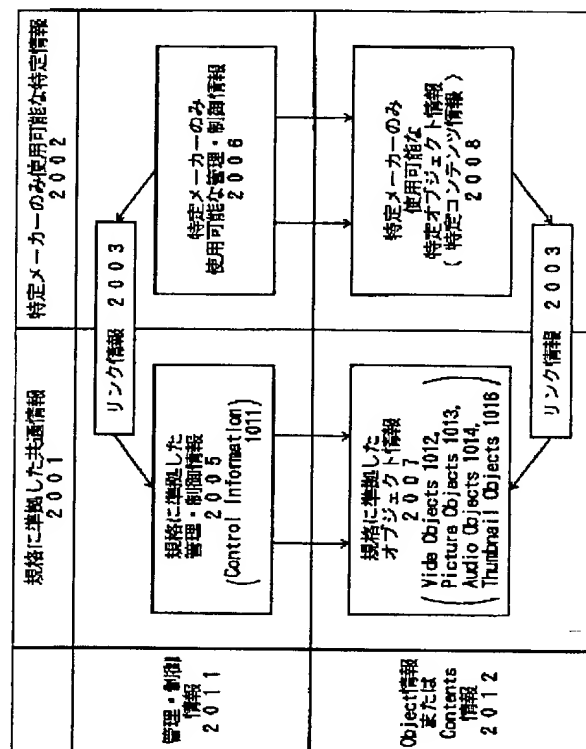 規格に準拠した共通情報
2001
特定メーカーのみ使用可能な特定情報
2002
リンク情報 2003
管理・制御
情報
2011
規格に準拠した
管理・制御情報
2005
(Control Information
1011)
特定メーカーのみ
使用可能な管理・制御情報
2006
Object情報
または
Contents
情報
2012
規格に準拠した
オブジェクト情報
2007
(Vide Objects 1012,
Picture Objects 1013,
Audio Objects 1014,
Thumbnail Objects 1016)
特定メーカーのみ
使用可能な
特定オブジェクト情報
(特定コンテンツ情報)
2008
リンク情報 2003